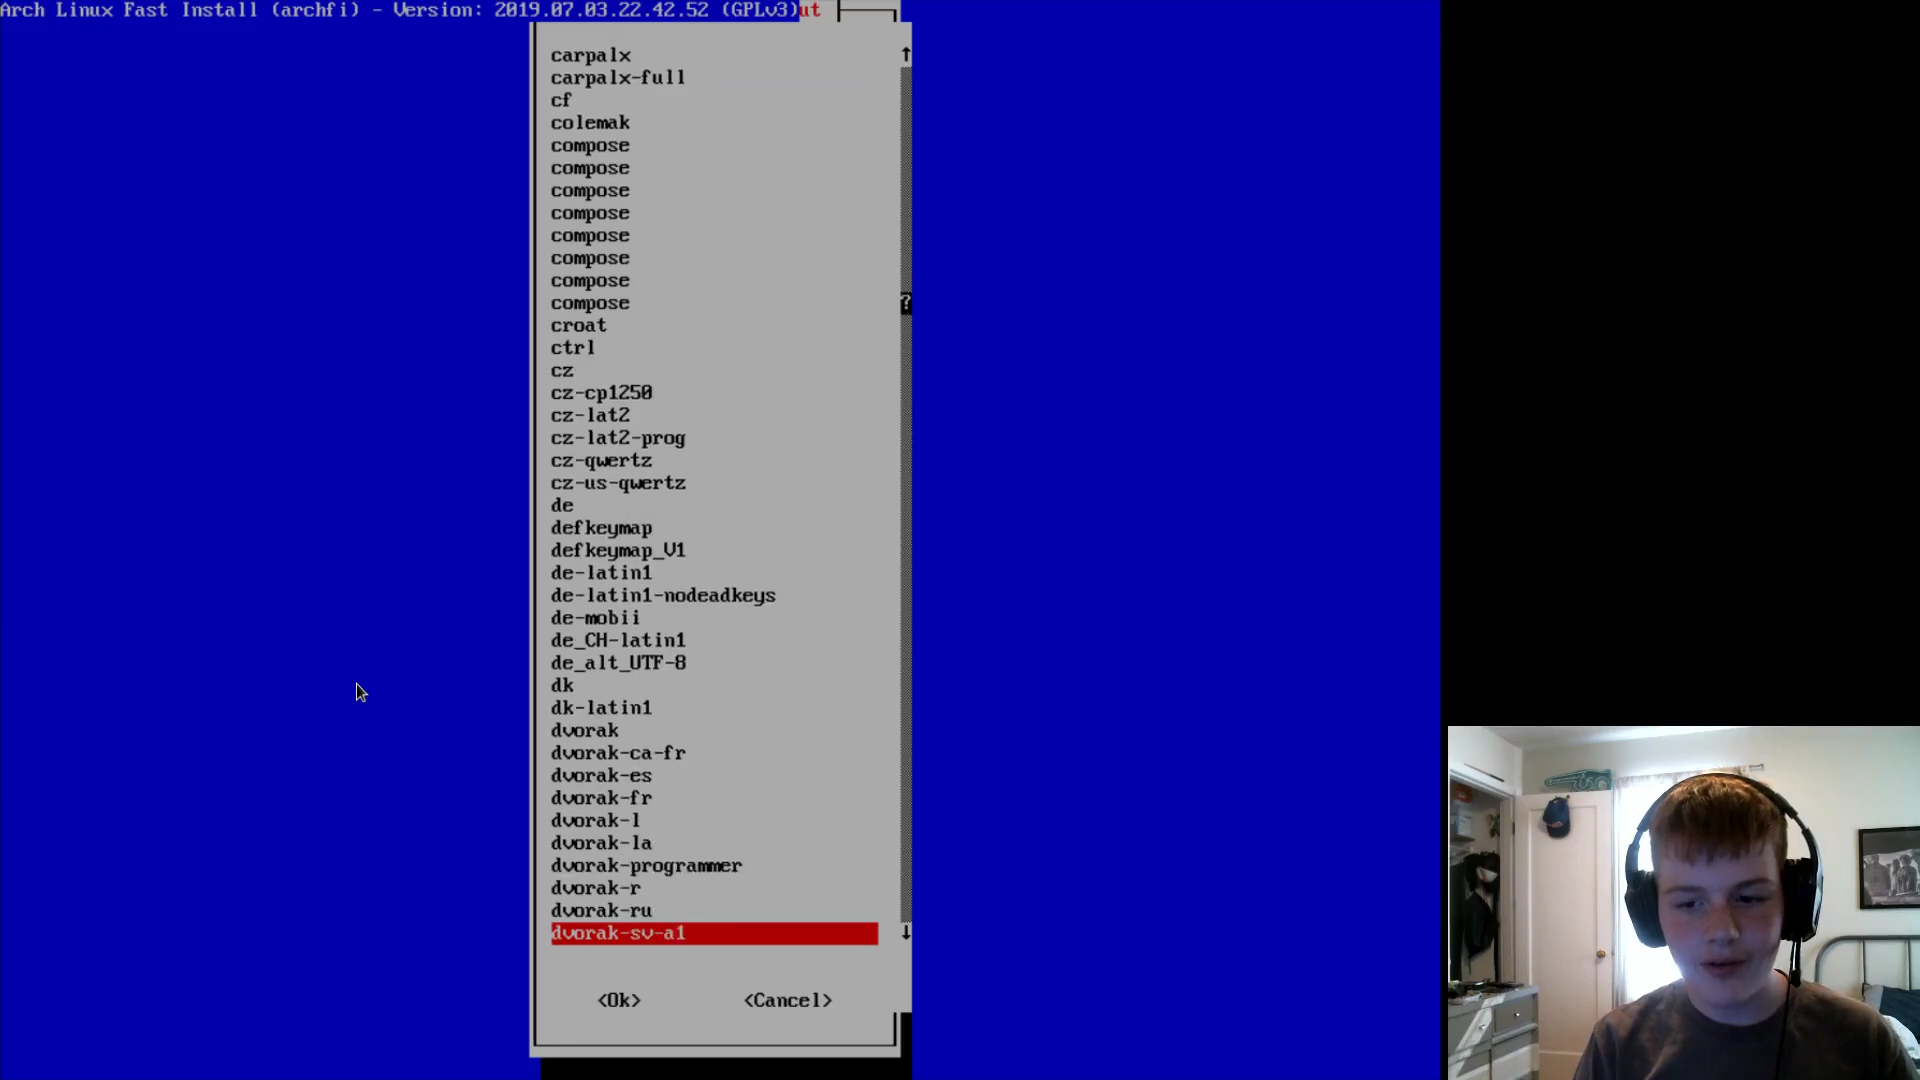 Arch Linux Fast Install (archfi) - Version: 2019.07.03.22.42.52 (GPLv3)ut
carpalx
carpalx-full
cf
colemak
compose
compose
compose
compose
compose
compose
compose
compose
croat
ctrl
cz
cz-cp1250
cz-lat2
cz-lat2-prog
cz-qwertz
cz-us-qwertz
de
defkeymap
defkeymap_V1
de-latin1
de-latin1-nodeadkeys
de-mobii
de_CH-latin1
de_alt_UTF-8
dk
dk-latin1
dvorak
dvorak-ca-fr
dvorak-es
dvorak-fr
dvorak-l
dvorak-la
dvorak-programmer
dvorak-r
dvorak-ru
dvorak-sv-a1
<Ok> <Cancel>